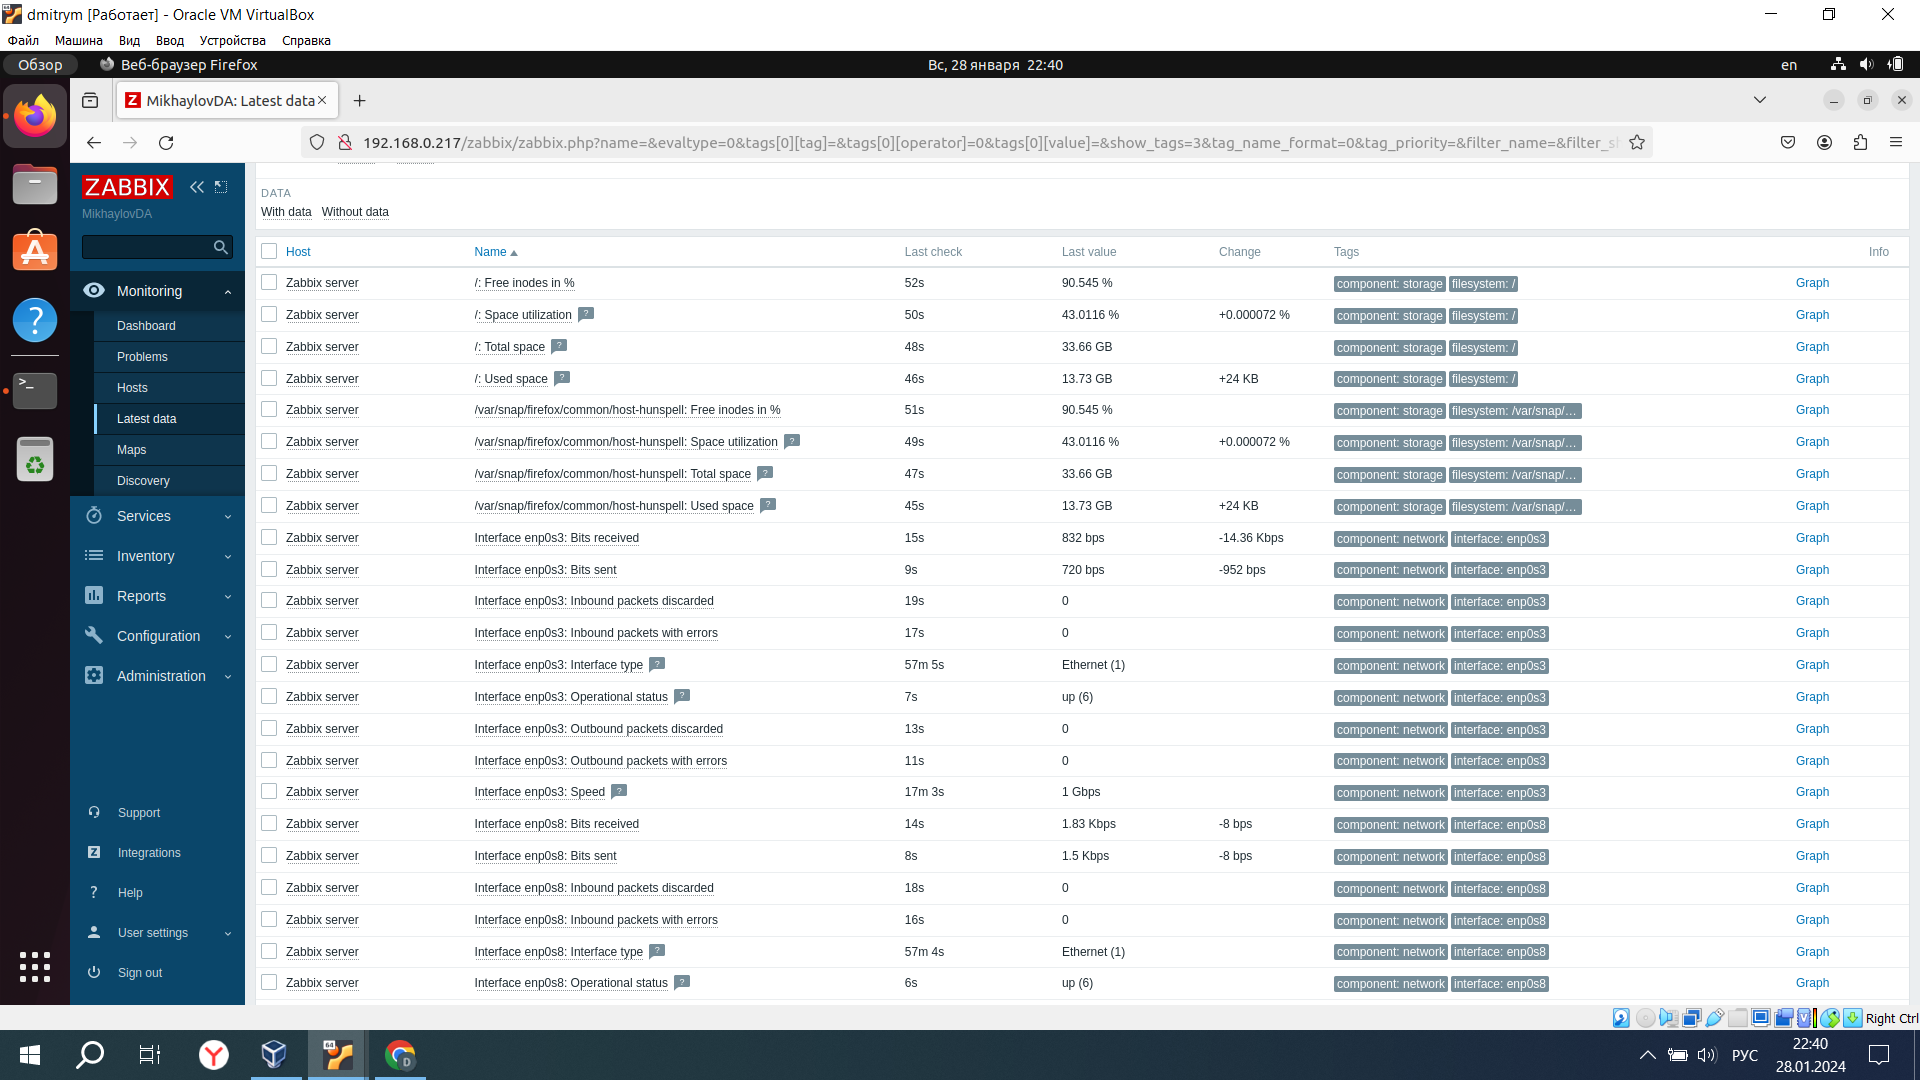 dmitrym [Работает] - Oracle VM VirtualBox
Файл Машина Вид Ввод Устройства Справка
Обзор Веб-браузер Firefox Вс, 28 января 22:40 en
MikhaylovDA: Latest data
192.168.0.217/zabbix/zabbix.php?name=&evaltype=0&tags[0][tag]=&tags[0][operator]=0&tags[0][value]=&show_tags=3&tag_name_format=0&tag_priority=&filter_name=&filter_sh
ZABBIX
MikhaylovDA
Monitoring
Dashboard
Problems
Hosts
Latest data
Maps
Discovery
Services
Inventory
Reports
Configuration
Administration
Support
Integrations
Help
User settings
Sign out
DATA
With data Without data
Host Name Last check Last value Change Tags Info
Zabbix server /: Free inodes in % 52s 90.545 % component: storage filesystem: / Graph
Zabbix server /: Space utilization ? 50s 43.0116 % +0.000072 % component: storage filesystem: / Graph
Zabbix server /: Total space ? 48s 33.66 GB component: storage filesystem: / Graph
Zabbix server /: Used space ? 46s 13.73 GB +24 KB component: storage filesystem: / Graph
Zabbix server /var/snap/firefox/common/host-hunspell: Free inodes in % 51s 90.545 % component: storage filesystem: /var/snap/... Graph
Zabbix server /var/snap/firefox/common/host-hunspell: Space utilization ? 49s 43.0116 % +0.000072 % component: storage filesystem: /var/snap/... Graph
Zabbix server /var/snap/firefox/common/host-hunspell: Total space ? 47s 33.66 GB component: storage filesystem: /var/snap/... Graph
Zabbix server /var/snap/firefox/common/host-hunspell: Used space ? 45s 13.73 GB +24 KB component: storage filesystem: /var/snap/... Graph
Zabbix server Interface enp0s3: Bits received 15s 832 bps -14.36 Kbps component: network interface: enp0s3 Graph
Zabbix server Interface enp0s3: Bits sent 9s 720 bps -952 bps component: network interface: enp0s3 Graph
Zabbix server Interface enp0s3: Inbound packets discarded 19s 0 component: network interface: enp0s3 Graph
Zabbix server Interface enp0s3: Inbound packets with errors 17s 0 component: network interface: enp0s3 Graph
Zabbix server Interface enp0s3: Interface type ? 57m 5s Ethernet (1) component: network interface: enp0s3 Graph
Zabbix server Interface enp0s3: Operational status ? 7s up (6) component: network interface: enp0s3 Graph
Zabbix server Interface enp0s3: Outbound packets discarded 13s 0 component: network interface: enp0s3 Graph
Zabbix server Interface enp0s3: Outbound packets with errors 11s 0 component: network interface: enp0s3 Graph
Zabbix server Interface enp0s3: Speed ? 17m 3s 1 Gbps component: network interface: enp0s3 Graph
Zabbix server Interface enp0s8: Bits received 14s 1.83 Kbps -8 bps component: network interface: enp0s8 Graph
Zabbix server Interface enp0s8: Bits sent 8s 1.5 Kbps -8 bps component: network interface: enp0s8 Graph
Zabbix server Interface enp0s8: Inbound packets discarded 18s 0 component: network interface: enp0s8 Graph
Zabbix server Interface enp0s8: Inbound packets with errors 16s 0 component: network interface: enp0s8 Graph
Zabbix server Interface enp0s8: Interface type ? 57m 4s Ethernet (1) component: network interface: enp0s8 Graph
Zabbix server Interface enp0s8: Operational status ? 6s up (6) component: network interface: enp0s8 Graph
Right Ctrl
РУС 22:40
28.01.2024